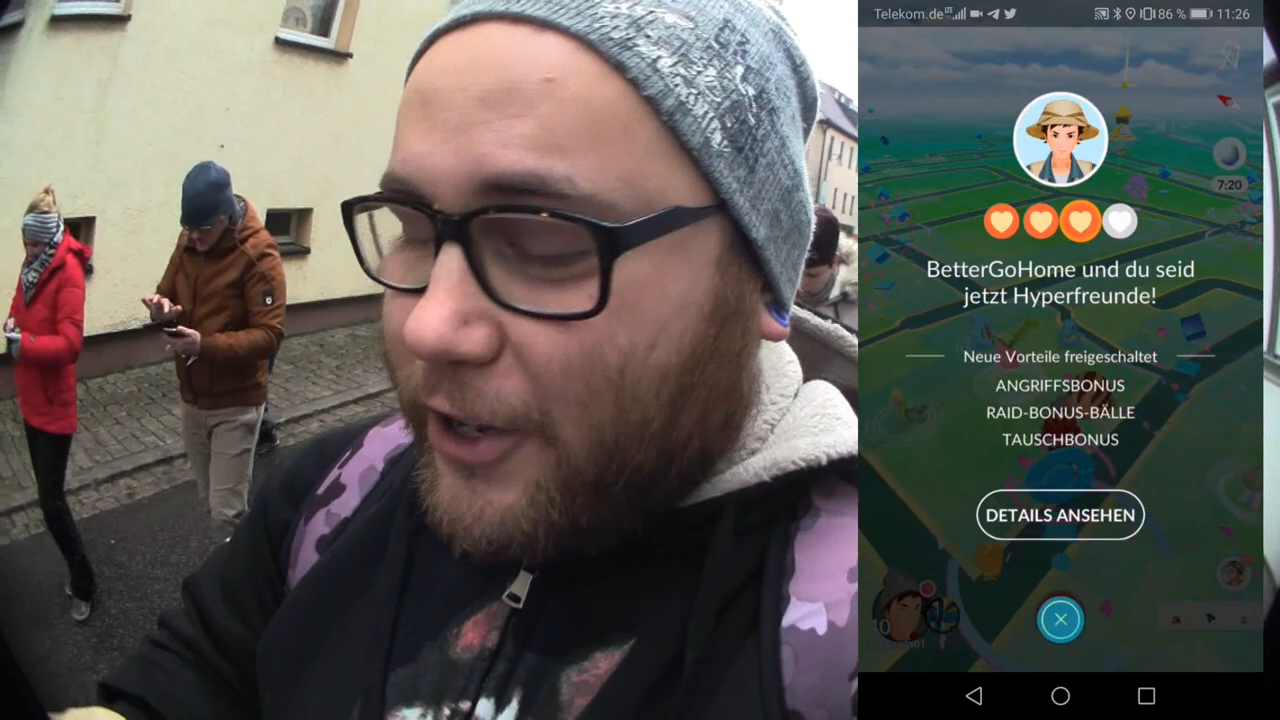 Telekom.de 86 % 11:26
7:20
BetterGoHome und du seid
jetzt Hyperfreunde!
Neue Vorteile freigeschaltet
ANGRIFFSBONUS
RAID-BONUS-BÄLLE
TAUSCHBONUS
DETAILS ANSEHEN